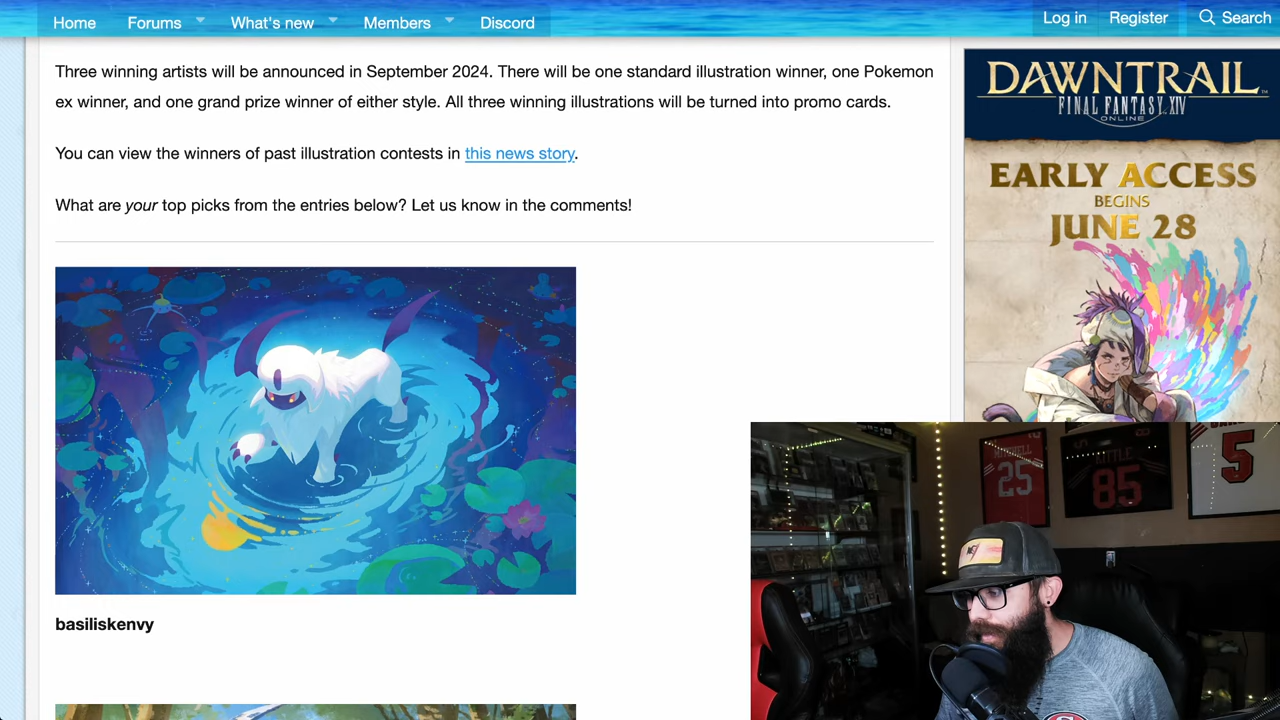 Home Forums What's new Members Discord Log in Register Search
Three winning artists will be announced in September 2024. There will be one standard illustration winner, one Pokemon
ex winner, and one grand prize winner of either style. All three winning illustrations will be turned into promo cards.
You can view the winners of past illustration contests in this news story.
What are your top picks from the entries below? Let us know in the comments!
basiliskenvy
DAWNTRAIL
FINAL FANTASY XIV
ONLINE
EARLY ACCESS
BEGINS
JUNE 28
25
LITTLE
85
5